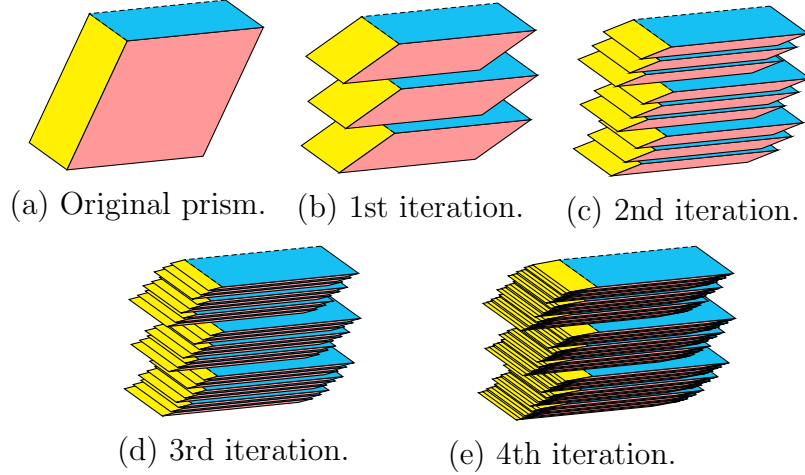 (a) Original prism.
(b) 1st iteration.
(c) 2nd iteration.
(d) 3rd iteration.
(e) 4th iteration.